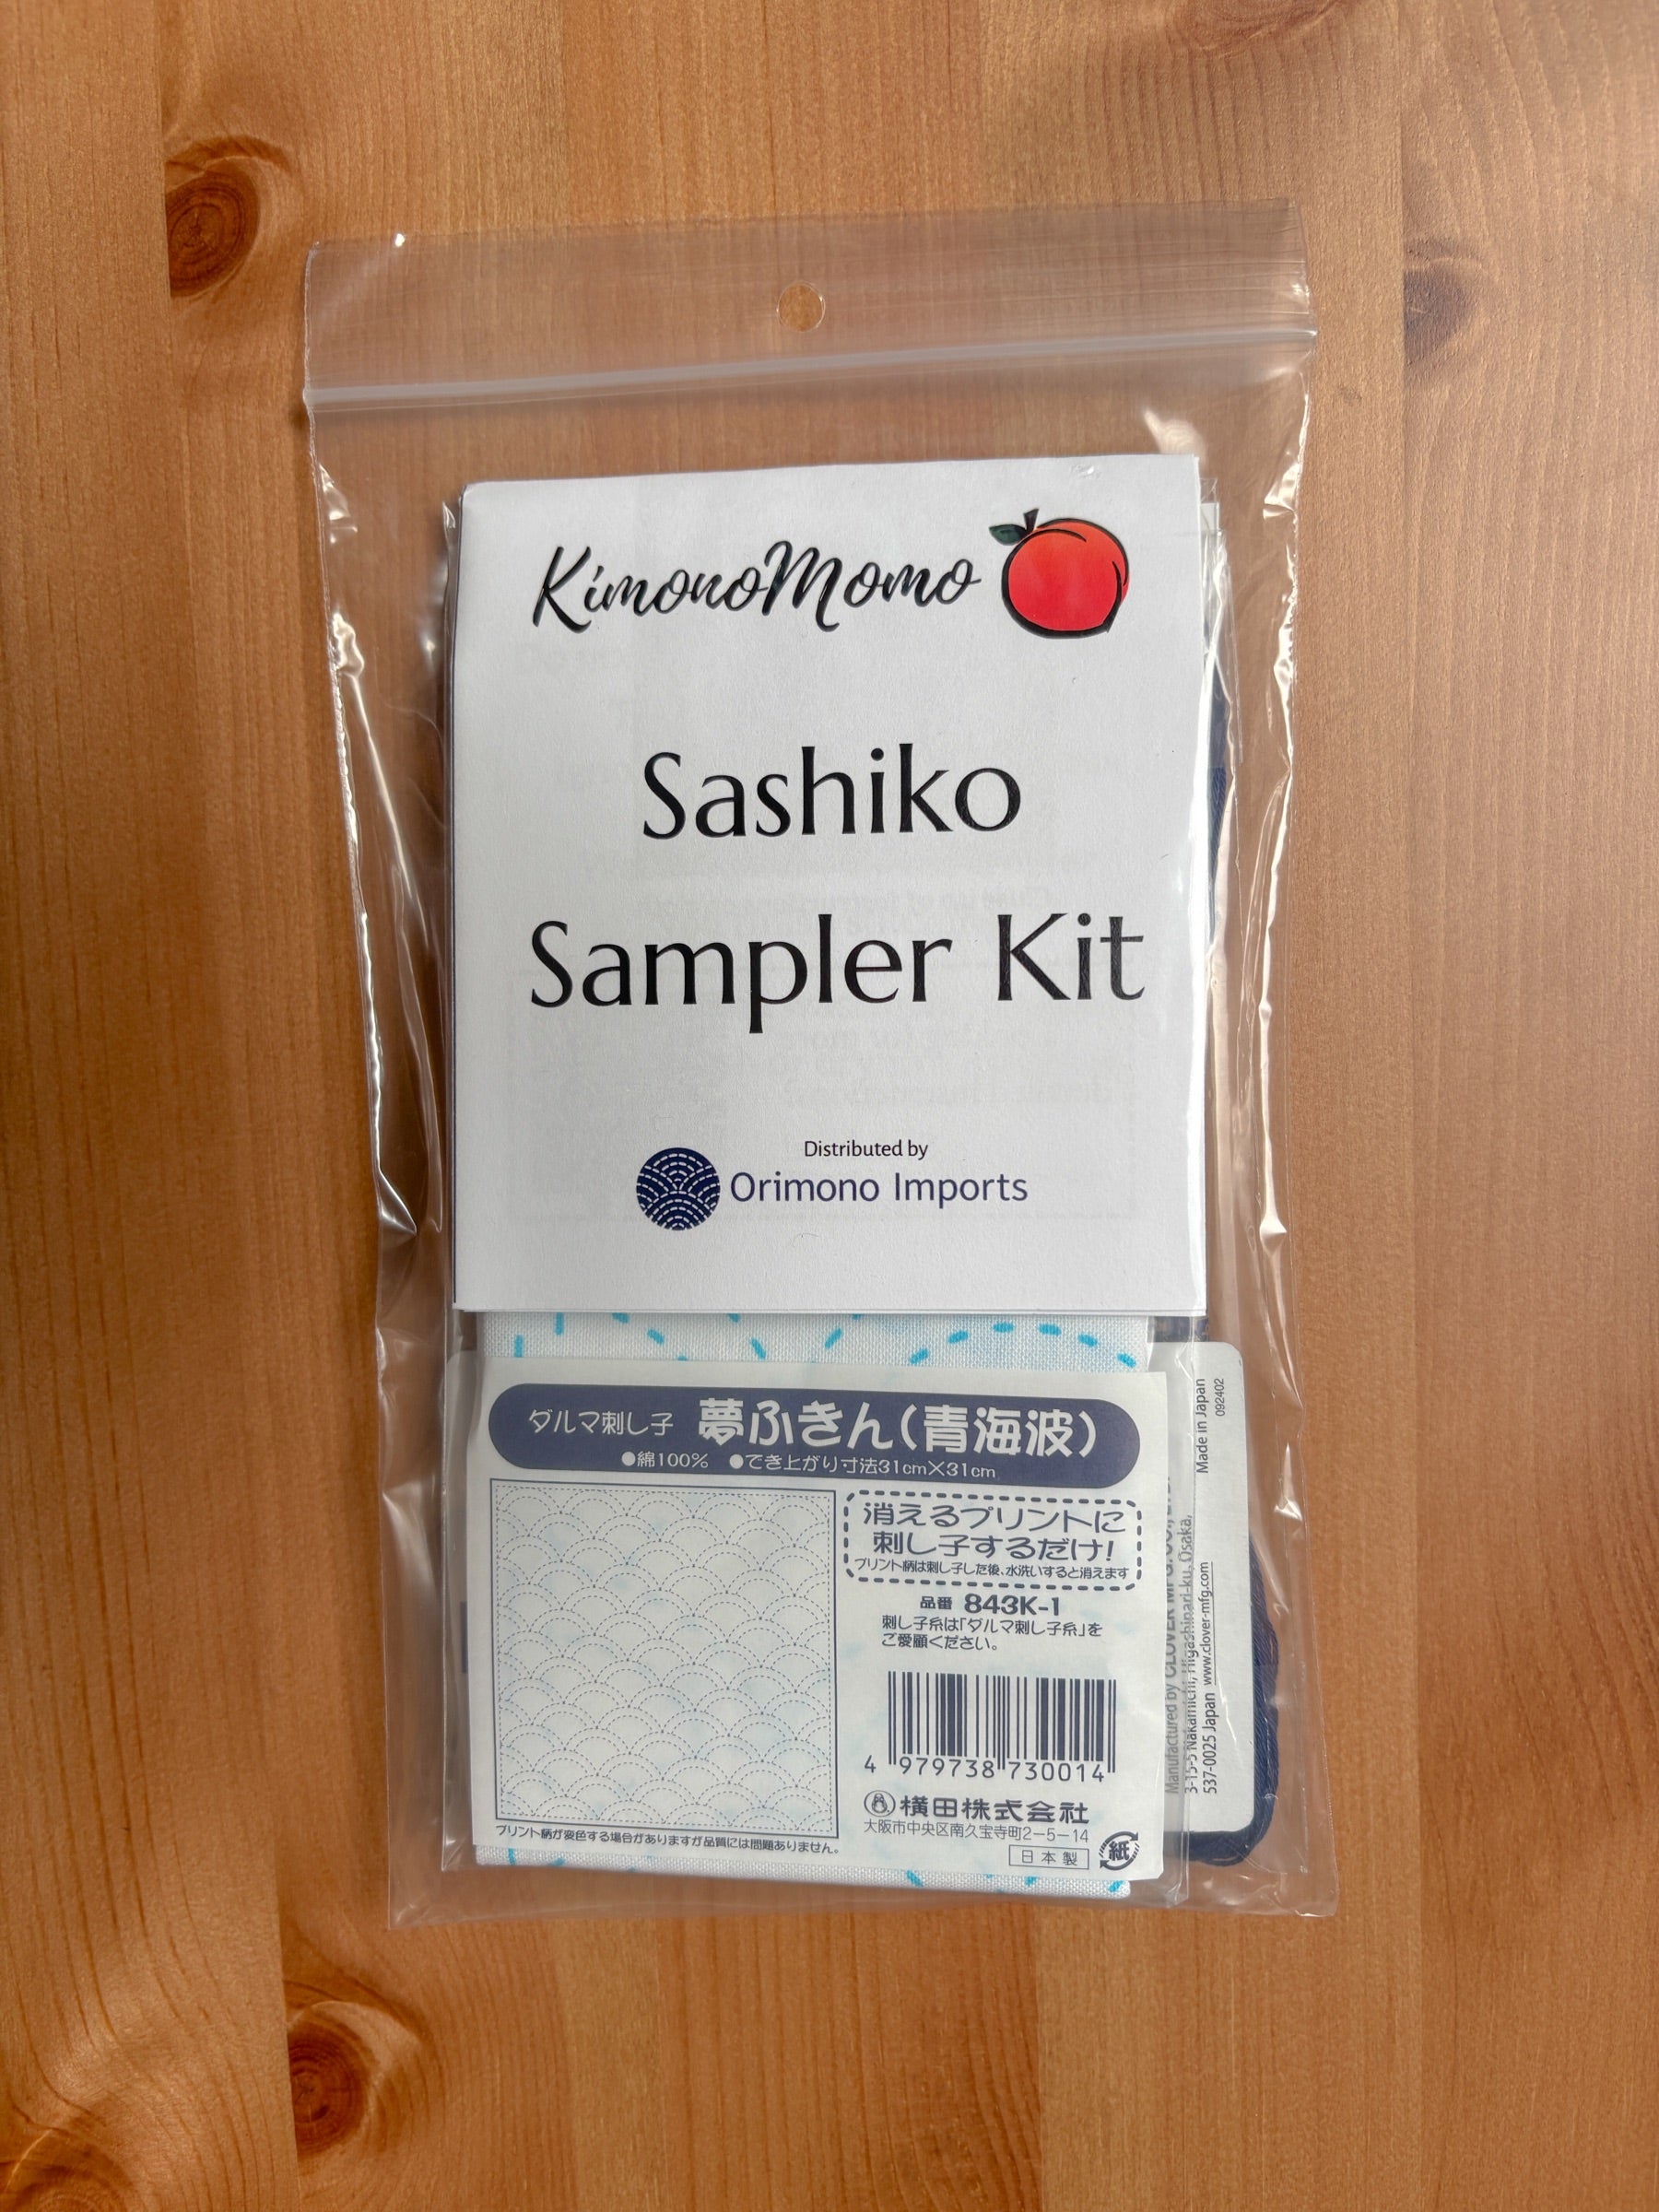 KimonoMomo
Sashiko
Sampler Kit
Distributed by
Orimono Imports
ダルマ刺し子 夢ふきん(青海波)
●綿100% ●でき上がり寸法31cm×31cm
消えるプリントに
刺し子するだけ!
プリント柄は刺し子した後、水洗いすると消えます
品番 843K-1
刺し子糸は「ダルマ刺し子糸」を
ご愛顧ください。
4 979738 730014
横田株式会社
大阪市中央区南久宝寺町2-5-14
日本製
紙
プリント柄が変色する場合がありますが品質には問題ありません。
Manufactured by CLOVER MFG.
3-15-5 Nakamichi, Higashinari-ku, Osaka,
537-0025 Japan www.clover-mfg.com
Made in Japan
092402